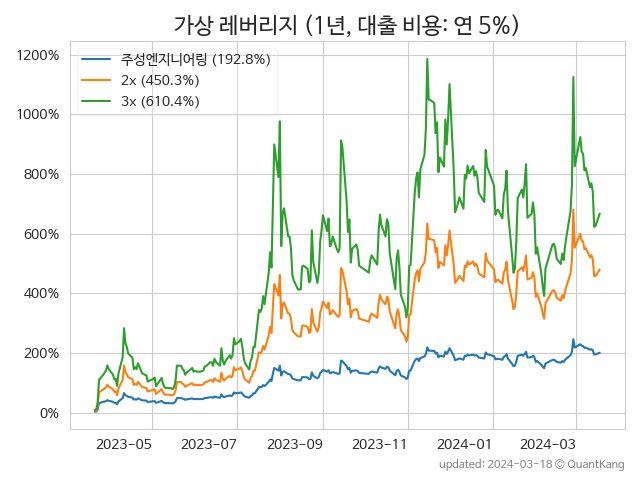 가상 레버리지 (1년, 대출 비용: 연 5%)
주성엔지니어링 (192.8%)
2x (450.3%)
3x (610.4%)
1200%
1000%
800%
600%
400%
200%
0%
2023-05 2023-07 2023-09 2023-11 2024-01 2024-03
updated: 2024-03-18 © QuantKang